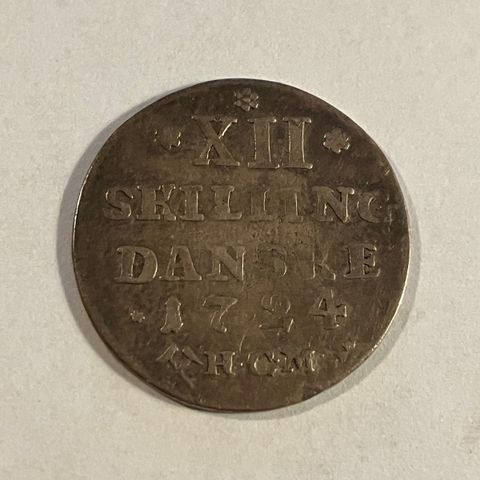 XII
SKILLING
DANSKE
1724
H·C·M